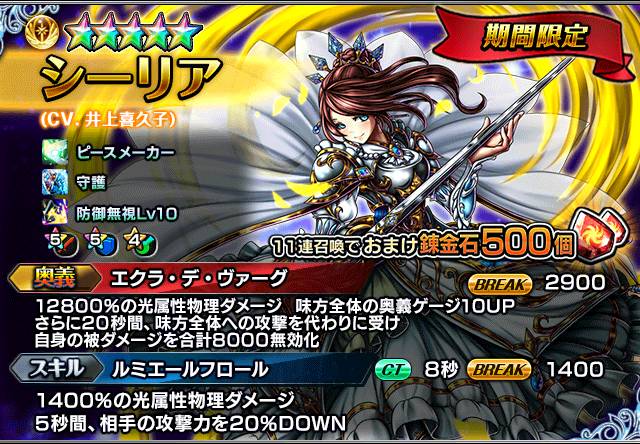 期間限定
シーリア
(CV. 井上喜久子)
ピースメーカー
守護
防御無視Lv10
5 5 4
11連召喚で おまけ 錬金石500個
奥義 エクラ・デ・ヴァーグ BREAK 2900
12800%の光属性物理ダメージ 味方全体の奥義ゲージ10UP
さらに20秒間、味方全体への攻撃を代わりに受け
自身の被ダメージを合計8000無効化
スキル ルミエールフロール CT 8秒 BREAK 1400
1400%の光属性物理ダメージ
5秒間、相手の攻撃力を20%DOWN